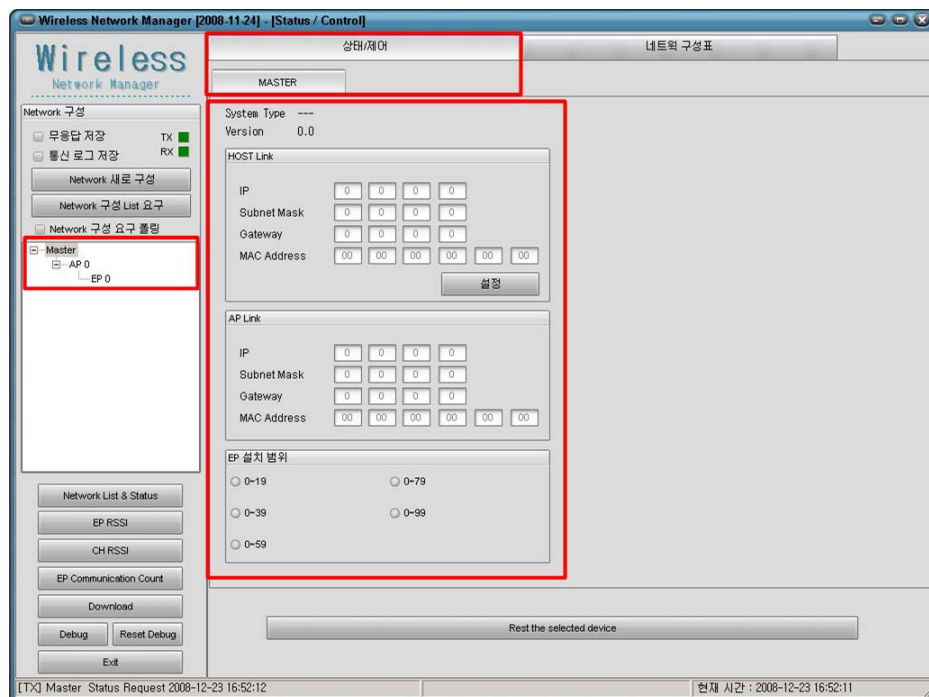 Wireless Network Manager [2008-11-24] - [Status / Control]
Wireless
Network Manager
상태/제어
네트웍 구성표
MASTER
Network 구성
무응답 저장
TX
통신 로그 저장
RX
Network 새로 구성
Network 구성 List 요구
Network 구성 요구 폴링
Master
AP 0
EP 0
Network List & Status
EP RSSI
CH RSSI
EP Communication Count
Download
Debug
Reset Debug
Exit
System Type ---
Version 0.0
HOST Link
IP 0 0 0 0
Subnet Mask 0 0 0 0
Gateway 0 0 0 0
MAC Address 00 00 00 00 00 00
설정
AP Link
IP 0 0 0 0
Subnet Mask 0 0 0 0
Gateway 0 0 0 0
MAC Address 00 00 00 00 00 00
EP 설치 범위
0~19 0~79
0~39 0~99
0~59
Rest the selected device
[TX] Master Status Request 2008-12-23 16:52:12
현재 시간 : 2008-12-23 16:52:11